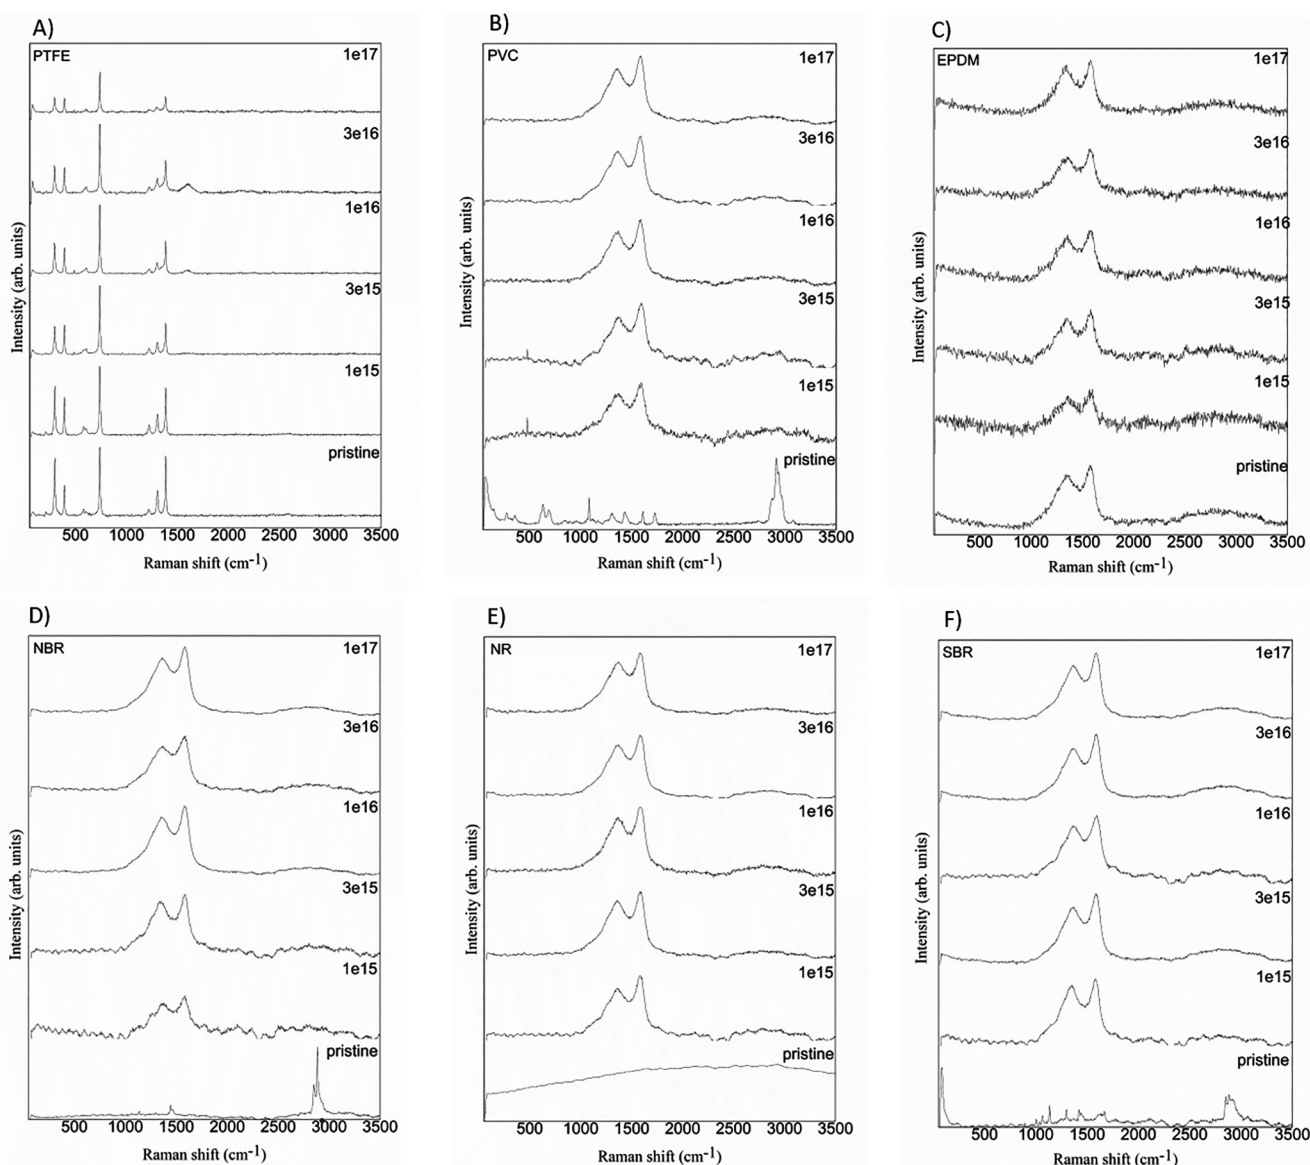 A)
PTFE
1e17
3e16
1e16
3e15
1e15
pristine
Intensity (arb. units)
500 1000 1500 2000 2500 3000 3500
Raman shift (cm-1)
B)
PVC
1e17
3e16
1e16
3e15
1e15
pristine
Intensity (arb. units)
500 1000 1500 2000 2500 3000 3500
Raman shift (cm-1)
C)
EPDM
1e17
3e16
1e16
3e15
1e15
pristine
Intensity (arb. units)
500 1000 1500 2000 2500 3000 3500
Raman shift (cm-1)
D)
NBR
1e17
3e16
1e16
3e15
1e15
pristine
Intensity (arb. units)
500 1000 1500 2000 2500 3000 3500
Raman shift (cm-1)
E)
NR
1e17
3e16
1e16
3e15
1e15
pristine
Intensity (arb. units)
500 1000 1500 2000 2500 3000 3500
Raman shift (cm-1)
F)
SBR
1e17
3e16
1e16
3e15
1e15
pristine
Intensity (arb. units)
500 1000 1500 2000 2500 3000 3500
Raman shift (cm-1)